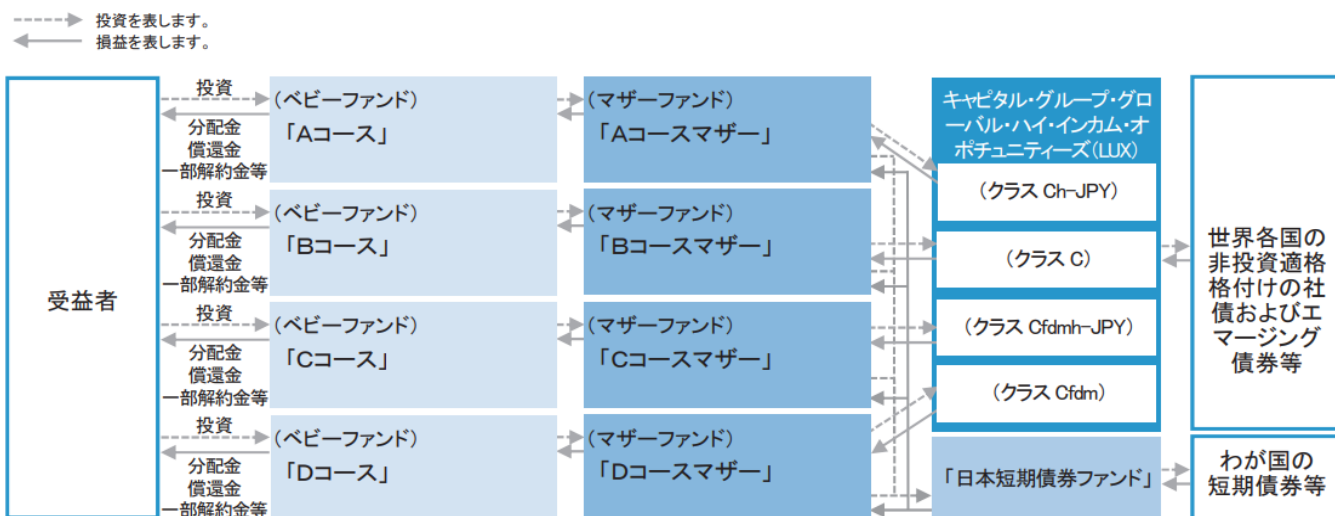 投資を表します。
損益を表します。
受益者
投資
分配金
償還金
一部解約金等
(ベビーファンド)
「Aコース」
(マザーファンド)
「Aコースマザー」
投資
分配金
償還金
一部解約金等
(ベビーファンド)
「Bコース」
(マザーファンド)
「Bコースマザー」
投資
分配金
償還金
一部解約金等
(ベビーファンド)
「Cコース」
(マザーファンド)
「Cコースマザー」
投資
分配金
償還金
一部解約金等
(ベビーファンド)
「Dコース」
(マザーファンド)
「Dコースマザー」
キャピタル・グループ・グロ
ーバル・ハイ・インカム・オ
ポチュニティーズ(LUX)
(クラス Ch-JPY)
(クラス C)
(クラス Cfdmh-JPY)
(クラス Cfdm)
「日本短期債券ファンド」
世界各国の
非投資適格
格付けの社
債およびエ
マージング
債券等
わが国の
短期債券等